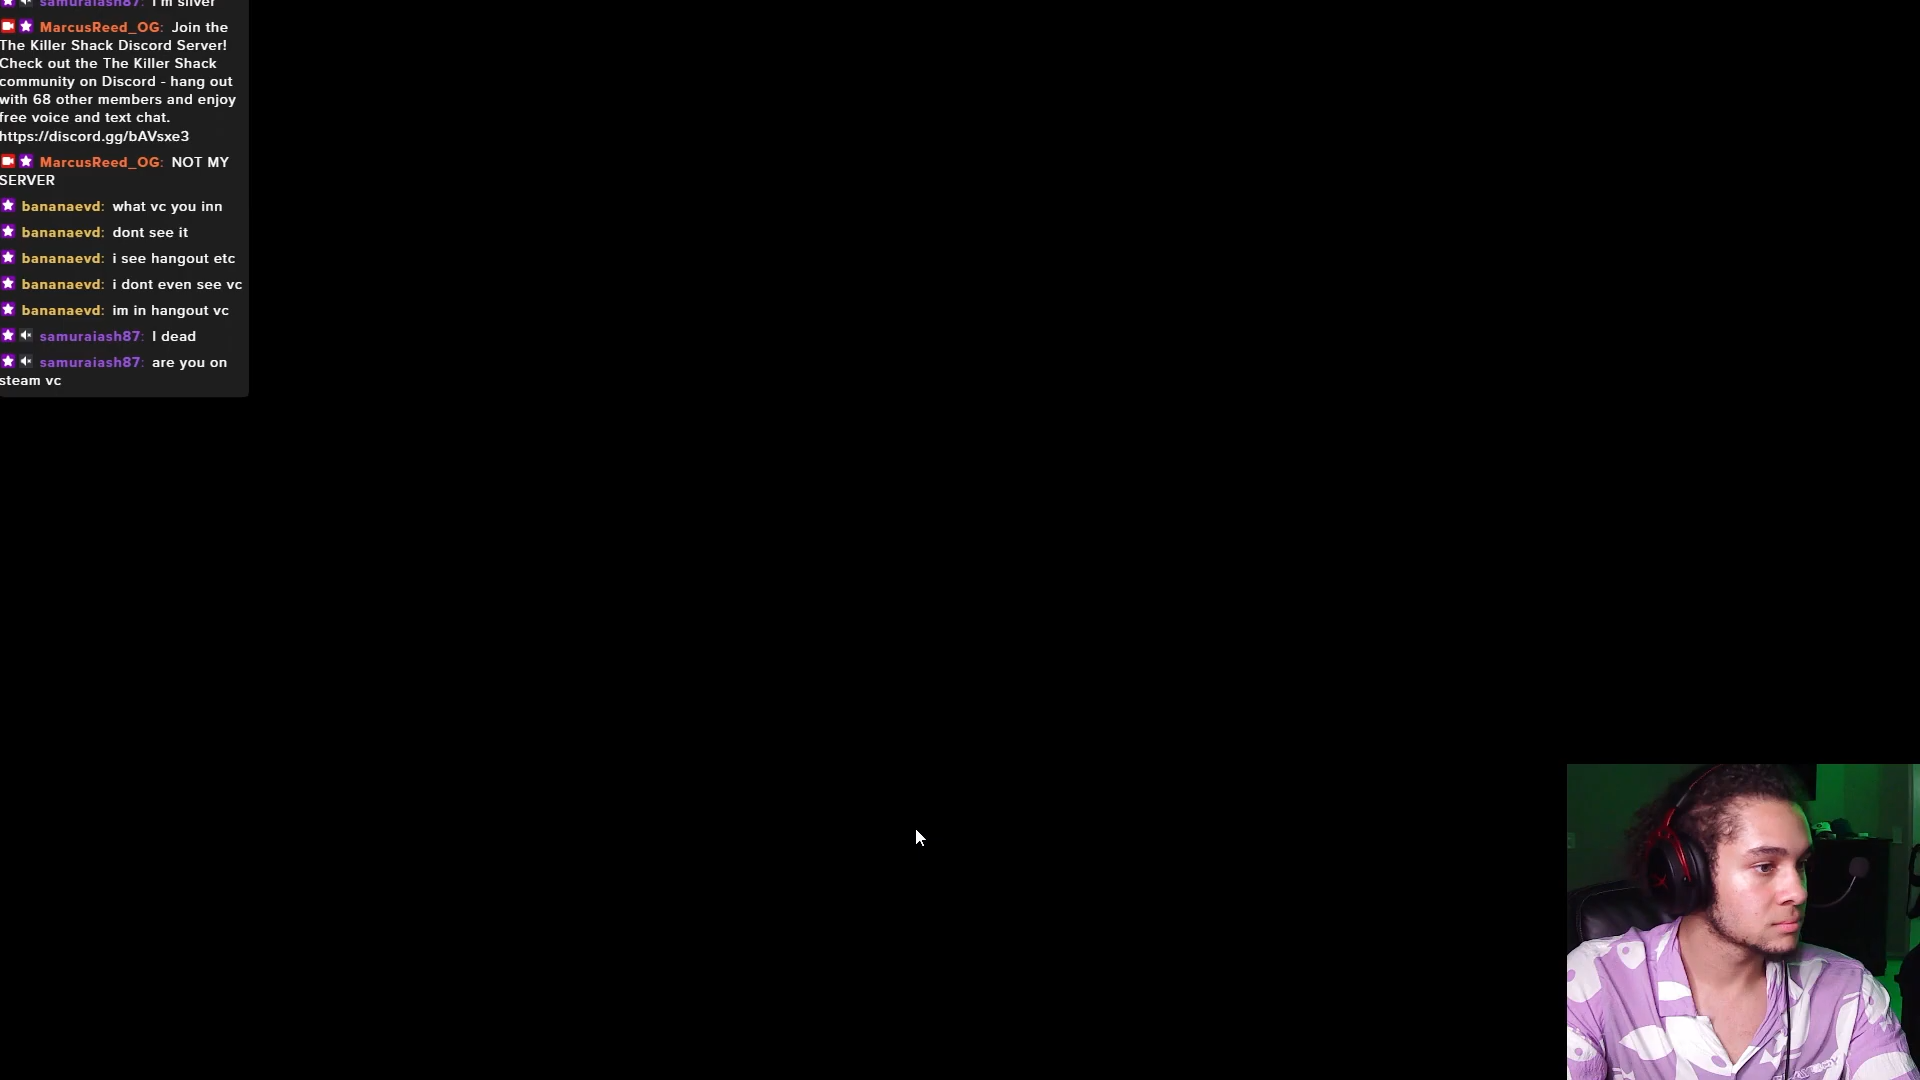 samuraiash87: I'm silver
MarcusReed_OG: Join the
The Killer Shack Discord Server!
Check out the The Killer Shack
community on Discord - hang out
with 68 other members and enjoy
free voice and text chat.
https://discord.gg/bAVsxe3
MarcusReed_OG: NOT MY
SERVER
bananaevd: what vc you inn
bananaevd: dont see it
bananaevd: i see hangout etc
bananaevd: i dont even see vc
bananaevd: im in hangout vc
samuraiash87: I dead
samuraiash87: are you on
steam vc